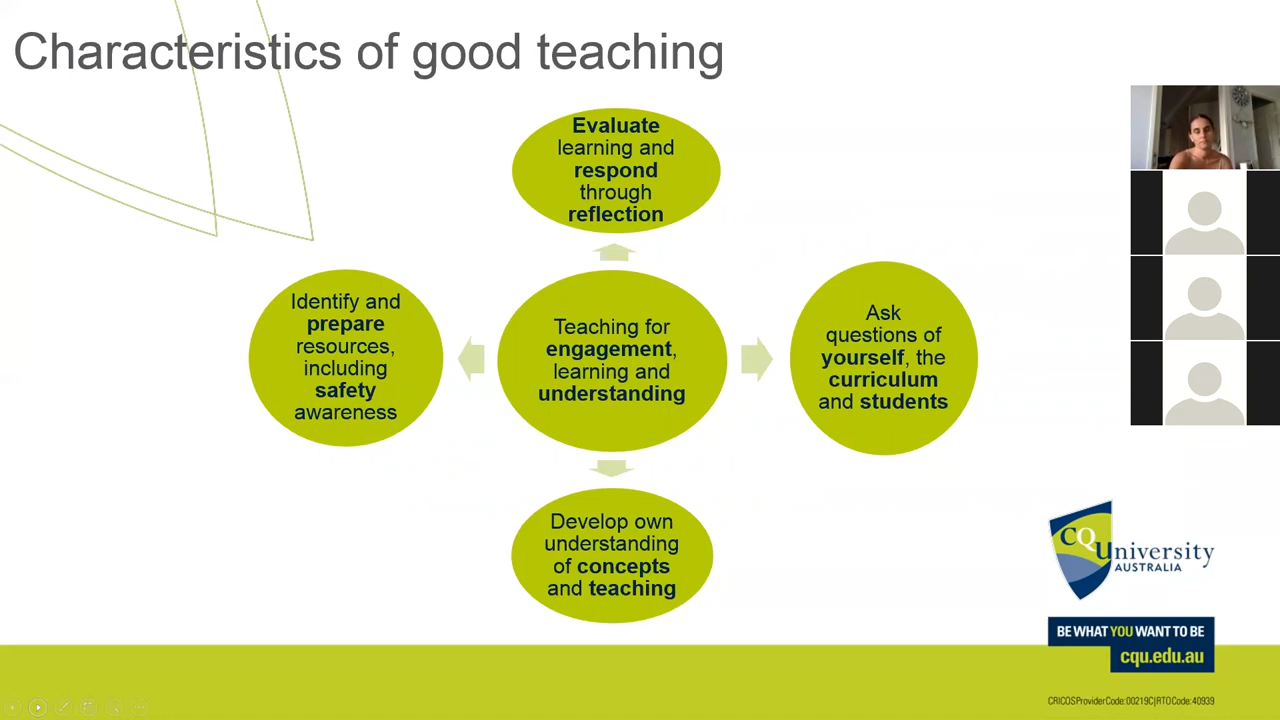 Characteristics of good teaching
Evaluate
learning and
respond
through
reflection
Identify and
prepare
resources,
including
safety
awareness
Teaching for
engagement,
learning and
understanding
Ask
questions of
yourself, the
curriculum
and students
Develop own
understanding
of concepts
and teaching
CQUniversity
AUSTRALIA
BE WHAT YOU WANT TO BE
cqu.edu.au
CRICOS Provider Code: 00219C | RTO Code: 40939